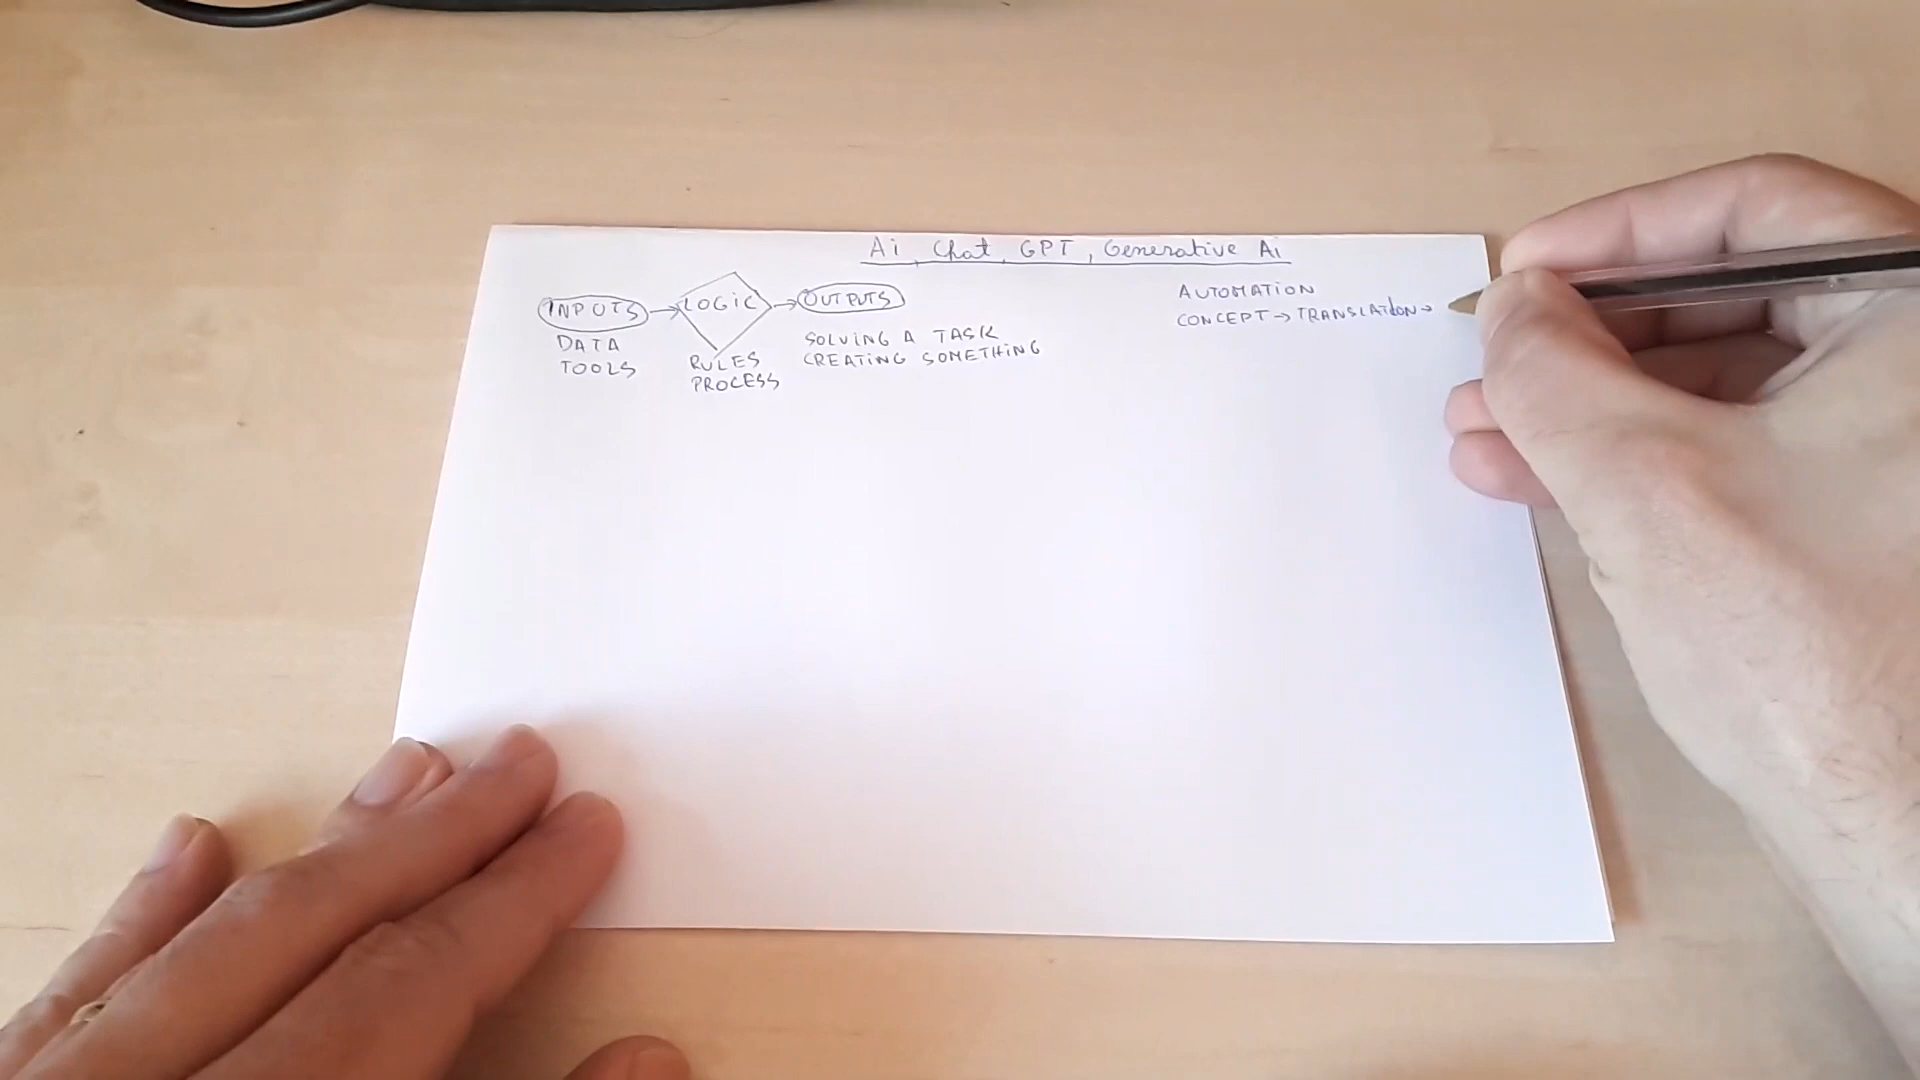 Ai, Chat GPT, Generative Ai
INPUTS → LOGIC → OUTPUTS
DATA
TOOLS
RULES
PROCESS
SOLVING A TASK
CREATING SOMETHING
AUTOMATION
CONCEPT → TRANSLATION →